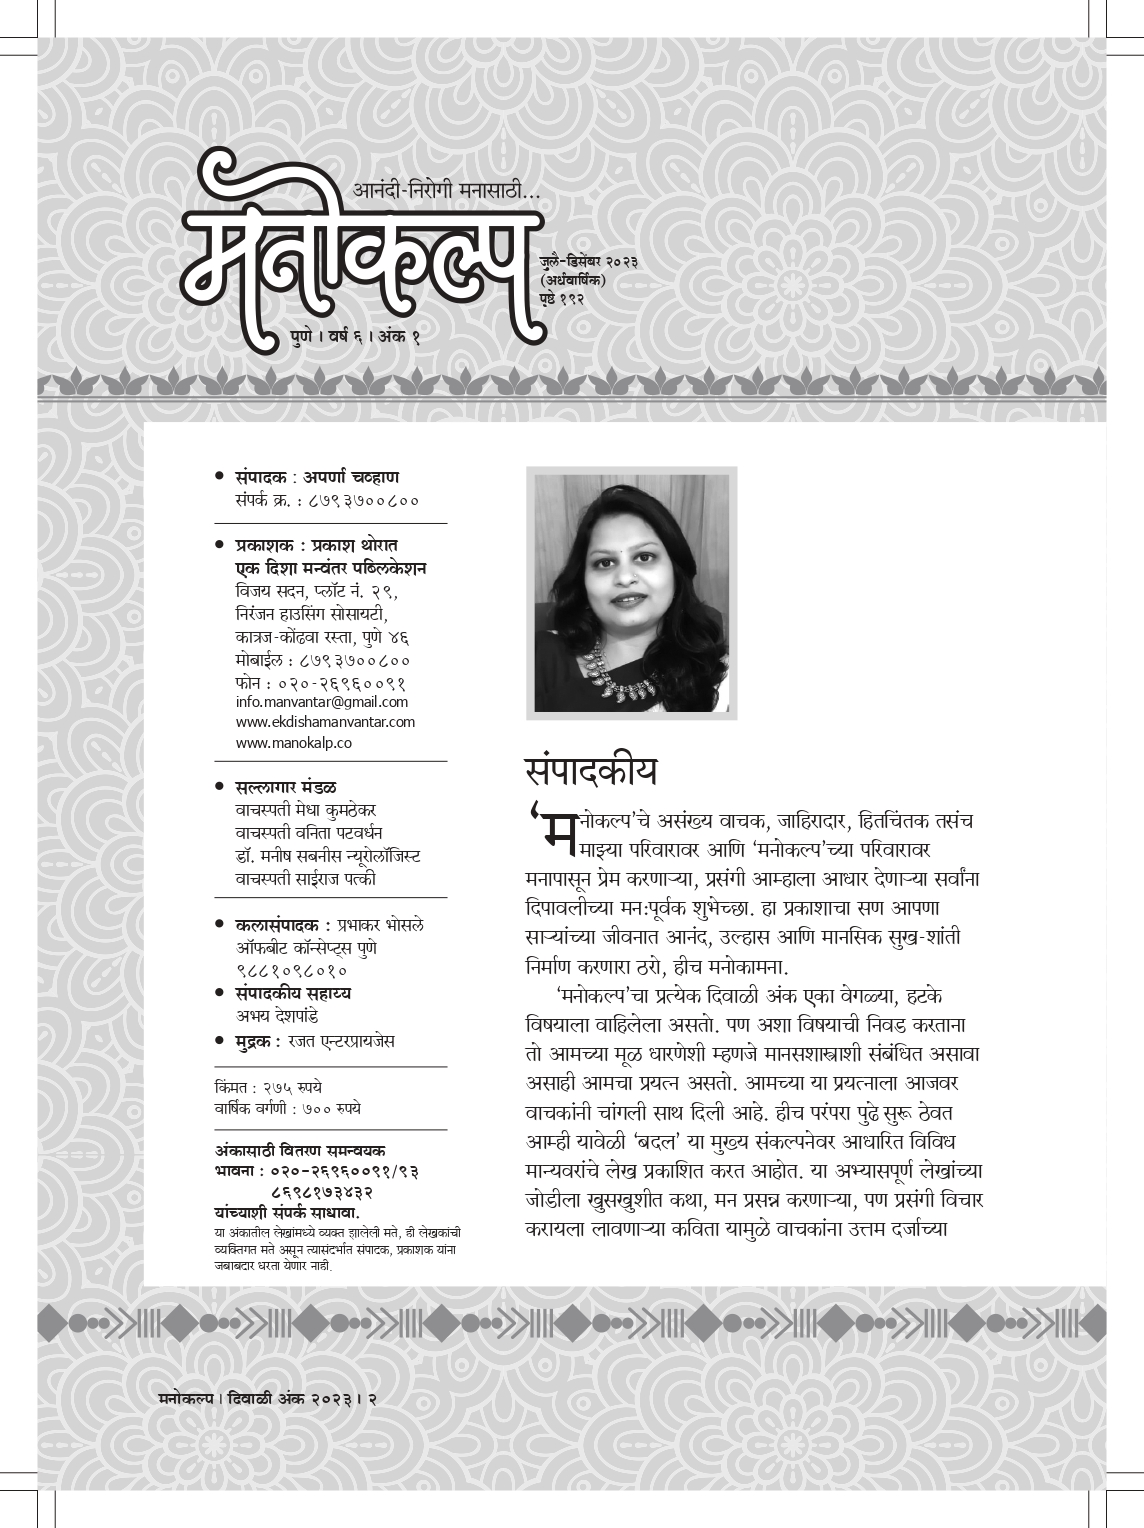 आनंदी-निरोगी मनासाठी...
मनोकल्प
जुलै-डिसेंबर २०२३
(अर्धवार्षिक)
पृष्ठे १९२
पुणे । वर्ष ६ । अंक १
• संपादक : अपर्णा चव्हाण
संपर्क क्र. : ८७९३७००८००
• प्रकाशक : प्रकाश थोरात
एक दिशा मन्वंतर पब्लिकेशन
विजय सदन, प्लॉट नं. २९,
निरंजन हाउसिंग सोसायटी,
कात्रज-कोंढवा रस्ता, पुणे ४६
मोबाईल : ८७९३७००८००
फोन : ०२०-२६९६००९१
info.manvantar@gmail.com
www.ekdishamanvantar.com
www.manokalp.co
• सल्लागार मंडळ
वाचस्पती मेधा कुमठेकर
वाचस्पती वनिता पटवर्धन
डॉ. मनीष सबनीस न्यूरोलॉजिस्ट
वाचस्पती साईराज पत्की
• कलासंपादक : प्रभाकर भोसले
ऑफबीट कॉन्सेप्ट्स पुणे
९८८१०९८०१०
• संपादकीय सहाय्य
अभय देशपांडे
• मुद्रक : रजत एन्टरप्रायजेस
किंमत : २७५ रुपये
वार्षिक वर्गणी : ७०० रुपये
अंकासाठी वितरण समन्वयक
भावना : ०२०-२६९६००९१/९३
८६९८१७३४३२
यांच्याशी संपर्क साधावा.
या अंकातील लेखांमध्ये व्यक्त झालेली मते, ही लेखकांची
व्यक्तिगत मते असून त्यासंदर्भात संपादक, प्रकाशक यांना
जबाबदार धरता येणार नाही.
संपादकीय
‘मनोकल्प’चे असंख्य वाचक, जाहिरादार, हितचिंतक तसंच
माझ्या परिवारावर आणि ‘मनोकल्प’च्या परिवारावर
मनापासून प्रेम करणाऱ्या, प्रसंगी आम्हाला आधार देणाऱ्या सर्वांना
दिपावलीच्या मन:पूर्वक शुभेच्छा. हा प्रकाशाचा सण आपणा
साऱ्यांच्या जीवनात आनंद, उल्हास आणि मानसिक सुख-शांती
निर्माण करणारा ठरो, हीच मनोकामना.
‘मनोकल्प’चा प्रत्येक दिवाळी अंक एका वेगळ्या, हटके
विषयाला वाहिलेला असतो. पण अशा विषयाची निवड करताना
तो आमच्या मूळ धारणेशी म्हणजे मानसशास्त्राशी संबंधित असावा
असाही आमचा प्रयत्न असतो. आमच्या या प्रयत्नाला आजवर
वाचकांनी चांगली साथ दिली आहे. हीच परंपरा पुढे सुरू ठेवत
आम्ही यावेळी ‘बदल’ या मुख्य संकल्पनेवर आधारित विविध
मान्यवरांचे लेख प्रकाशित करत आहोत. या अभ्यासपूर्ण लेखांच्या
जोडीला खुसखुशीत कथा, मन प्रसन्न करणाऱ्या, पण प्रसंगी विचार
करायला लावणाऱ्या कविता यामुळे वाचकांना उत्तम दर्जाच्या
मनोकल्प । दिवाळी अंक २०२३ । २